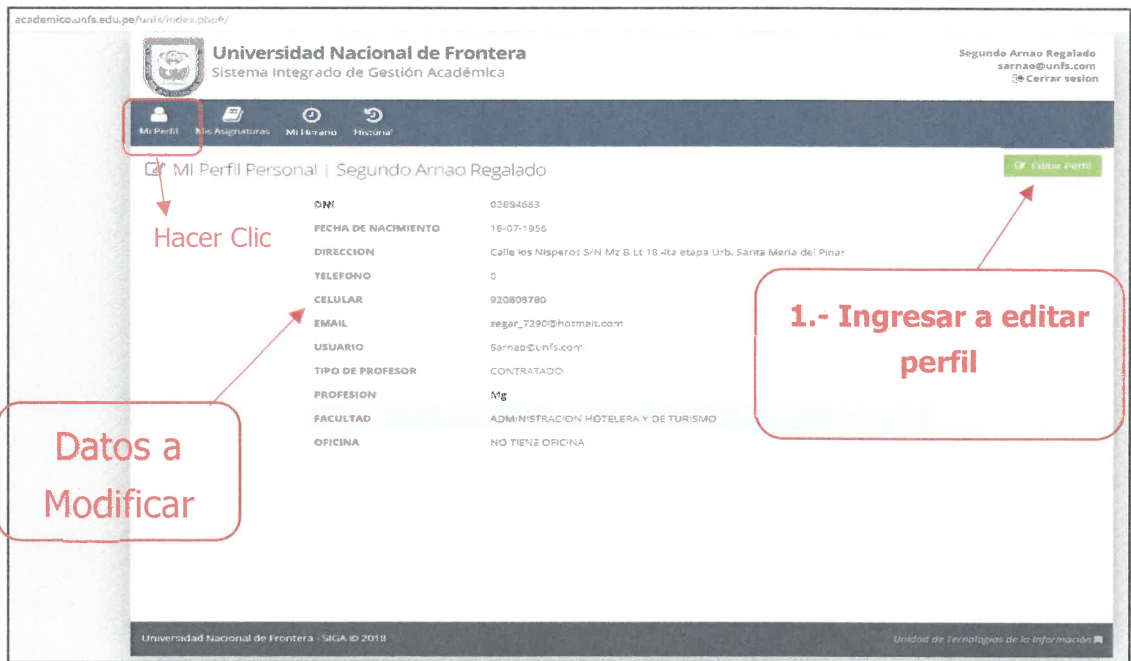 academico.unfs.edu.pe/unfs/index.php#/
Universidad Nacional de Frontera
Sistema Integrado de Gestión Académica
Segundo Arnao Regalado
sarnao@unfs.com
Cerrar sesion
Mi Perfil Mis Asignaturas Mi Horario Historial
Mi Perfil Personal | Segundo Arnao Regalado
Editar Perfil
Hacer Clic
DNI 02894663
FECHA DE NACIMIENTO 18-07-1956
DIRECCION Calle los Nisperos S/N Mz B Lt 18 4ta etapa Urb. Santa Maria del Pinar
TELEFONO 0
CELULAR 920809780
EMAIL segar_7290@hotmail.com
USUARIO Sarnao@unfs.com
TIPO DE PROFESOR CONTRATADO
PROFESION Mg
FACULTAD ADMINISTRACION HOTELERA Y DE TURISMO
OFICINA NO TIENE OFICINA
1.- Ingresar a editar
perfil
Datos a
Modificar
Universidad Nacional de Frontera - SIGA © 2018
Unidad de Tecnologias de la Información